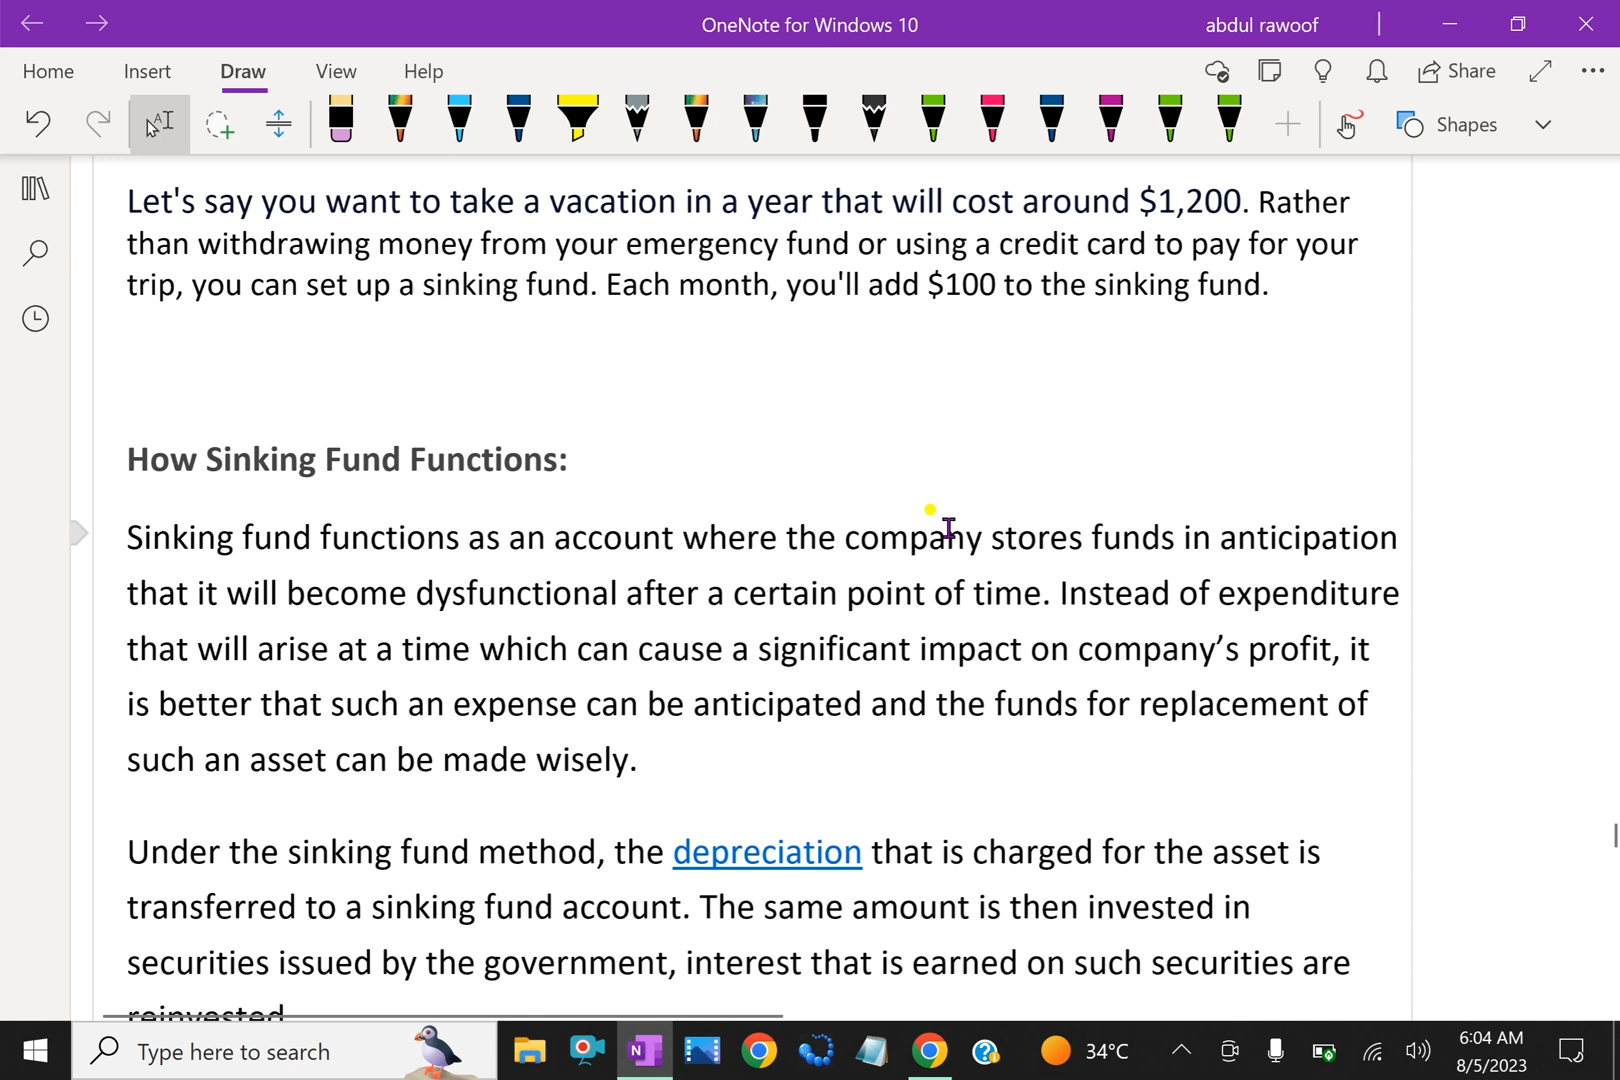 OneNote for Windows 10
abdul rawoof
Home Insert Draw View Help
Share
Shapes
Let's say you want to take a vacation in a year that will cost around $1,200. Rather
than withdrawing money from your emergency fund or using a credit card to pay for your
trip, you can set up a sinking fund. Each month, you'll add $100 to the sinking fund.
How Sinking Fund Functions:
Sinking fund functions as an account where the company stores funds in anticipation
that it will become dysfunctional after a certain point of time. Instead of expenditure
that will arise at a time which can cause a significant impact on company’s profit, it
is better that such an expense can be anticipated and the funds for replacement of
such an asset can be made wisely.
Under the sinking fund method, the depreciation that is charged for the asset is
transferred to a sinking fund account. The same amount is then invested in
securities issued by the government, interest that is earned on such securities are
reinvested
Type here to search
34°C
6:04 AM
8/5/2023